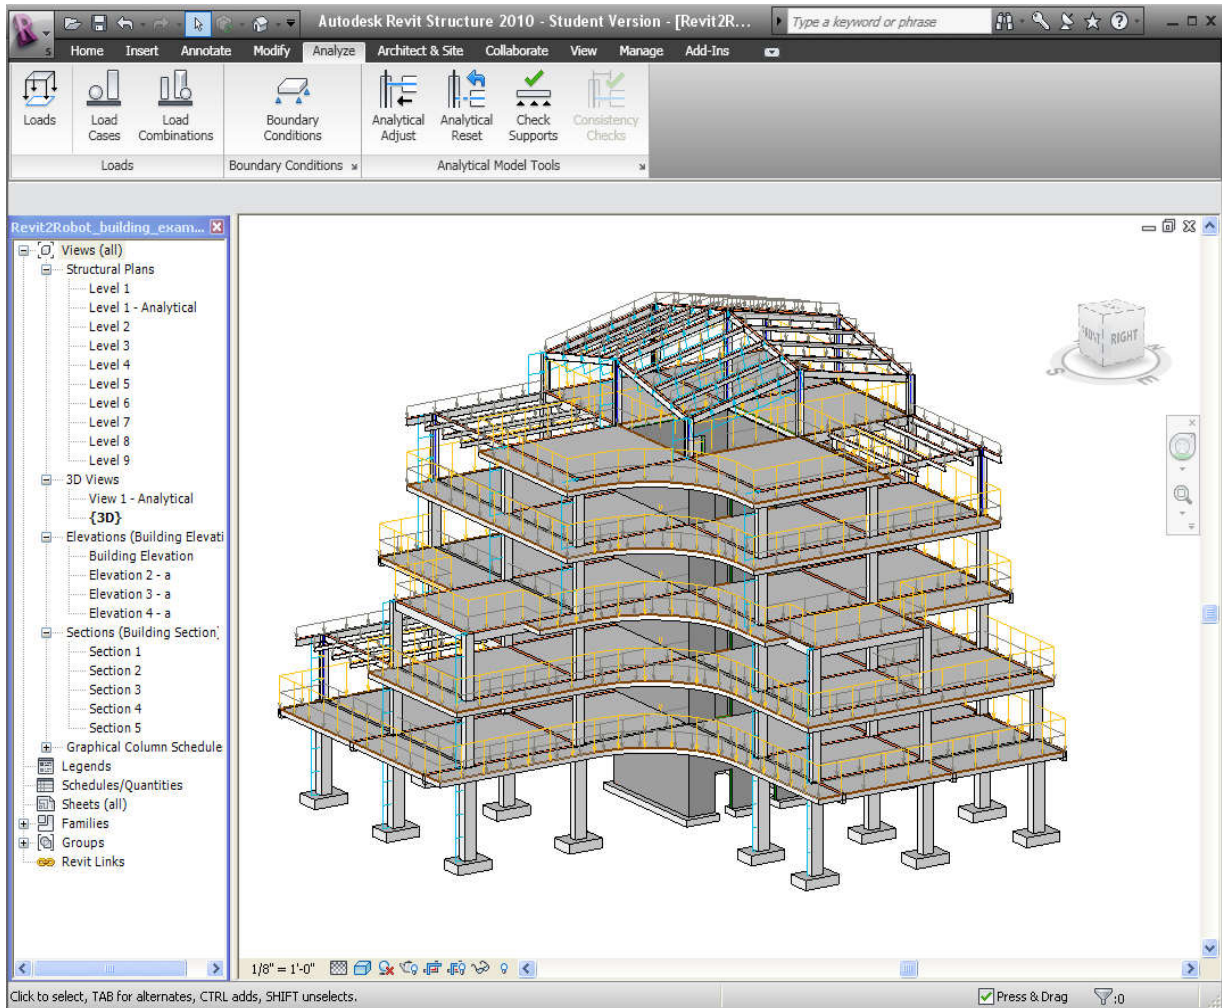 Autodesk Revit Structure 2010 - Student Version - [Revit2R...
Type a keyword or phrase
S
Home Insert Annotate Modify Analyze Architect & Site Collaborate View Manage Add-Ins
Loads
Load Cases
Load Combinations
Boundary Conditions
Analytical Adjust
Analytical Reset
Check Supports
Consistency Checks
Loads
Boundary Conditions
Analytical Model Tools
Revit2Robot_building_exam...
Views (all)
Structural Plans
Level 1
Level 1 - Analytical
Level 2
Level 3
Level 4
Level 5
Level 6
Level 7
Level 8
Level 9
3D Views
View 1 - Analytical
{3D}
Elevations (Building Elevati
Building Elevation
Elevation 2 - a
Elevation 3 - a
Elevation 4 - a
Sections (Building Section)
Section 1
Section 2
Section 3
Section 4
Section 5
Graphical Column Schedule
Legends
Schedules/Quantities
Sheets (all)
Families
Groups
Revit Links
RIGHT
S
E
1/8" = 1'-0"
Click to select, TAB for alternates, CTRL adds, SHIFT unselects.
Press & Drag
:0